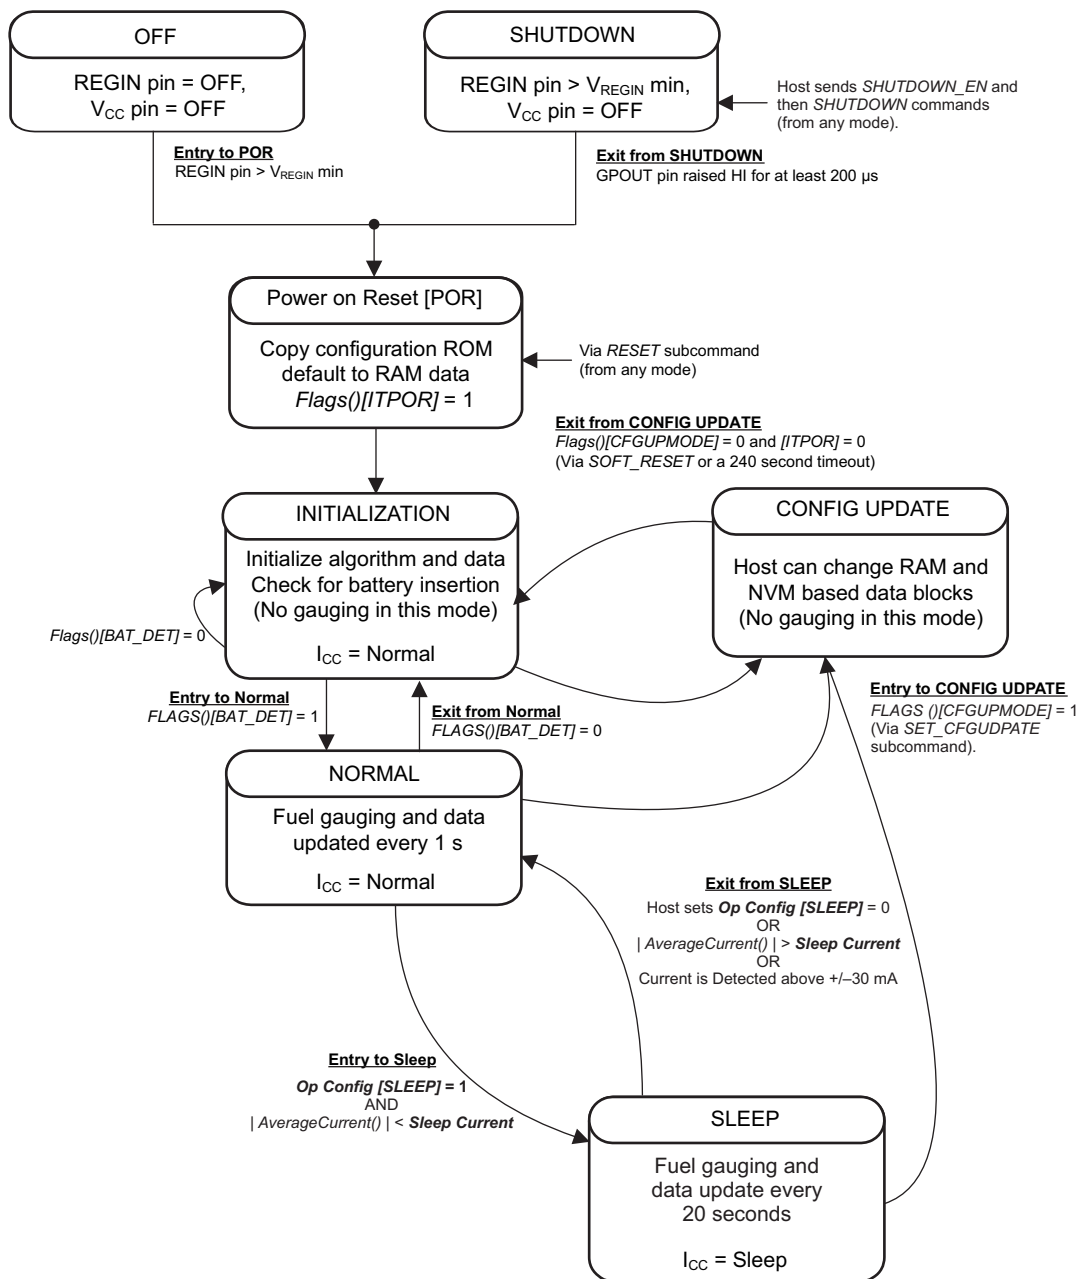 OFF
REGIN pin = OFF,
VCC pin = OFF
SHUTDOWN
REGIN pin > VREGIN min,
VCC pin = OFF
Host sends SHUTDOWN_EN and
then SHUTDOWN commands
(from any mode).
Entry to POR
REGIN pin > VREGIN min
Exit from SHUTDOWN
GPOUT pin raised HI for at least 200 µs
Power on Reset [POR]
Copy configuration ROM
default to RAM data
Flags()[ITPOR] = 1
Via RESET subcommand
(from any mode)
Exit from CONFIG UPDATE
Flags()[CFGUPMODE] = 0 and [ITPOR] = 0
(Via SOFT_RESET or a 240 second timeout)
INITIALIZATION
Initialize algorithm and data
Check for battery insertion
(No gauging in this mode)
ICC = Normal
CONFIG UPDATE
Host can change RAM and
NVM based data blocks
(No gauging in this mode)
Flags()[BAT_DET] = 0
Entry to Normal
FLAGS()[BAT_DET] = 1
Exit from Normal
FLAGS()[BAT_DET] = 0
Entry to CONFIG UDPATE
FLAGS ()[CFGUPMODE] = 1
(Via SET_CFGUDPATE
subcommand).
NORMAL
Fuel gauging and data
updated every 1 s
ICC = Normal
Exit from SLEEP
Host sets Op Config [SLEEP] = 0
OR
| AverageCurrent() | > Sleep Current
OR
Current is Detected above +/–30 mA
Entry to Sleep
Op Config [SLEEP] = 1
AND
| AverageCurrent() | < Sleep Current
SLEEP
Fuel gauging and
data update every
20 seconds
ICC = Sleep